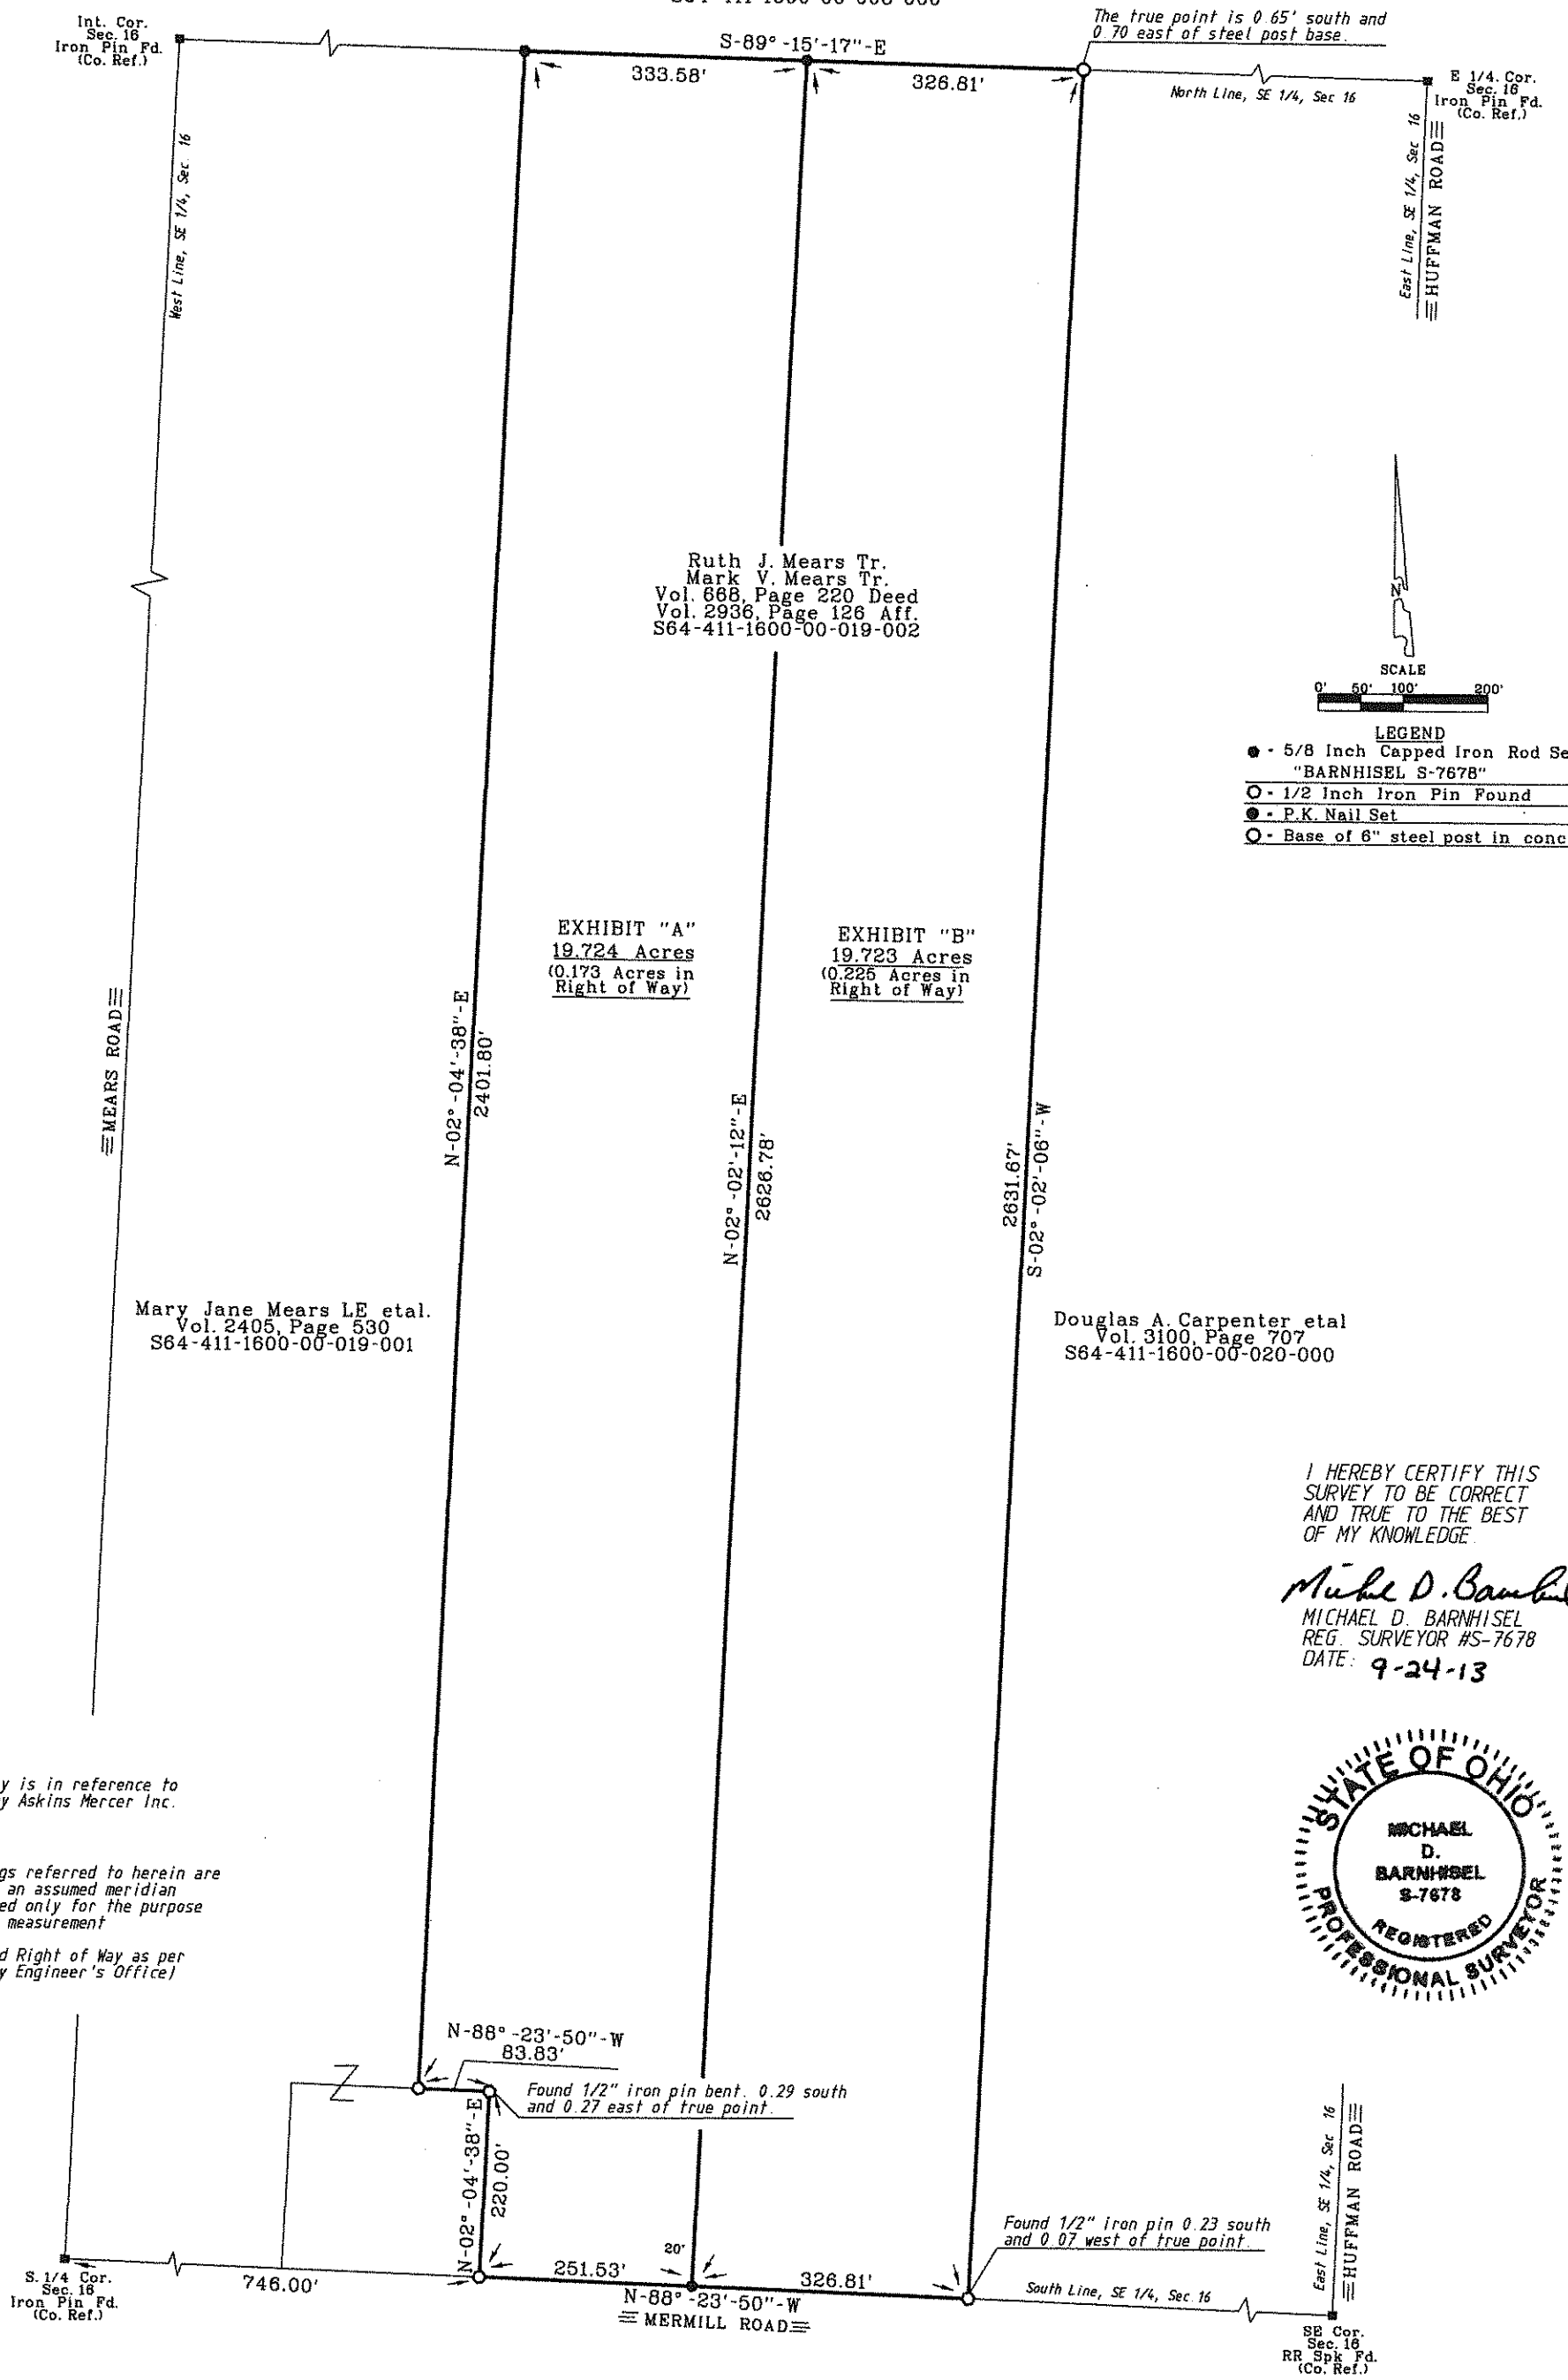 Int. Cor.
Sec. 16
Iron Pin Fd.
(Co. Ref.)
S-89°-15'-17"-E
333.58'
326.81'
The true point is 0.65' south and
0.70 east of steel post base.
North Line, SE 1/4, Sec 16
E 1/4. Cor.
Sec. 16
Iron Pin Fd.
(Co. Ref.)
West Line, SE 1/4, Sec. 16
East Line, SE 1/4, Sec 16
HUFFMAN ROAD
Ruth J. Mears Tr.
Mark V. Mears Tr.
Vol. 668, Page 220 Deed
Vol. 2936, Page 126 Aff.
S64-411-1600-00-019-002
N
SCALE
0' 50' 100' 200'
LEGEND
- 5/8 Inch Capped Iron Rod Se
"BARNHISEL S-7678"
- 1/2 Inch Iron Pin Found
- P.K. Nail Set
- Base of 6" steel post in conc
EXHIBIT "A"
19.724 Acres
(0.173 Acres in
Right of Way)
EXHIBIT "B"
19.723 Acres
(0.225 Acres in
Right of Way)
MEARS ROAD
N-02°-04'-38"-E
2401.80'
N-02°-02'-12"-E
2626.78'
2631.67'
S-02°-02'-06"-W
Mary Jane Mears LE etal.
Vol. 2405, Page 530
S64-411-1600-00-019-001
Douglas A. Carpenter etal
Vol. 3100, Page 707
S64-411-1600-00-020-000
I HEREBY CERTIFY THIS
SURVEY TO BE CORRECT
AND TRUE TO THE BEST
OF MY KNOWLEDGE.
MICHAEL D. BARNHISEL
REG. SURVEYOR #S-7678
DATE: 9-24-13
STATE OF OHIO
MICHAEL
D.
BARNHISEL
S-7678
REGISTERED
PROFESSIONAL SURVEYOR
y is in reference to
y Askins Mercer Inc.
gs referred to herein are
an assumed meridian
ed only for the purpose
measurement
d Right of Way as per
y Engineer's Office)
N-88°-23'-50"-W
83.83'
Found 1/2" iron pin bent. 0.29 south
and 0.27 east of true point.
N-02°-04'-38"-E
220.00'
Found 1/2" iron pin 0.23 south
and 0.07 west of true point.
East Line, SE 1/4, Sec 16
HUFFMAN ROAD
S. 1/4 Cor.
Sec. 16
Iron Pin Fd.
(Co. Ref.)
746.00'
251.53'
20'
326.81'
N-88°-23'-50"-W
MERMILL ROAD
South Line, SE 1/4, Sec. 16
SE Cor.
Sec. 16
RR Spk Fd.
(Co. Ref.)